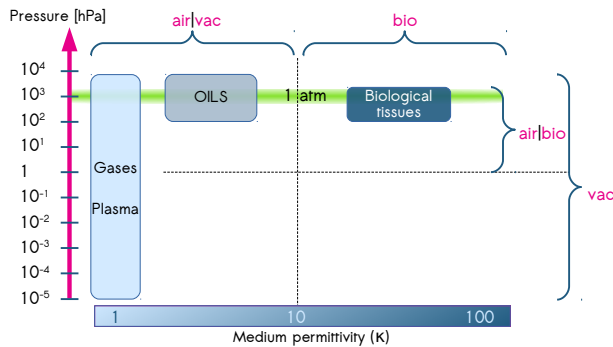 Pressure [hPa]
air|vac
bio
10⁴
10³
10²
10¹
1
10⁻¹
10⁻²
10⁻³
10⁻⁴
10⁻⁵
OILS
1 atm
Biological
tissues
Gases
Plasma
air|bio
vac
1
10
100
Medium permittivity (κ)